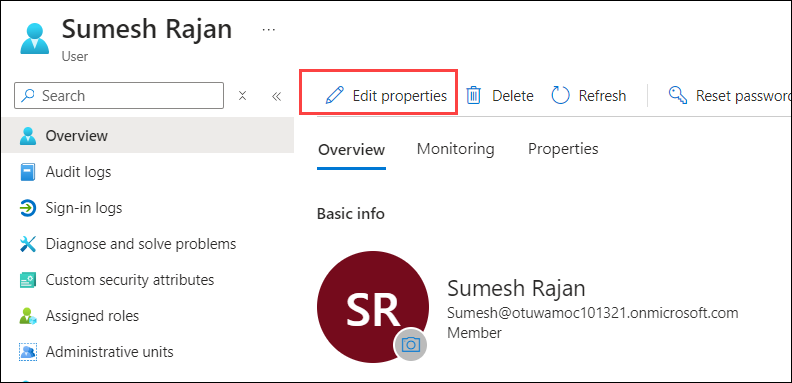 Sumesh Rajan ...
User
Search
Edit properties Delete Refresh Reset password
Overview
Audit logs
Sign-in logs
Diagnose and solve problems
Custom security attributes
Assigned roles
Administrative units
Overview Monitoring Properties
Basic info
SR
Sumesh Rajan
Sumesh@otuwamoc101321.onmicrosoft.com
Member